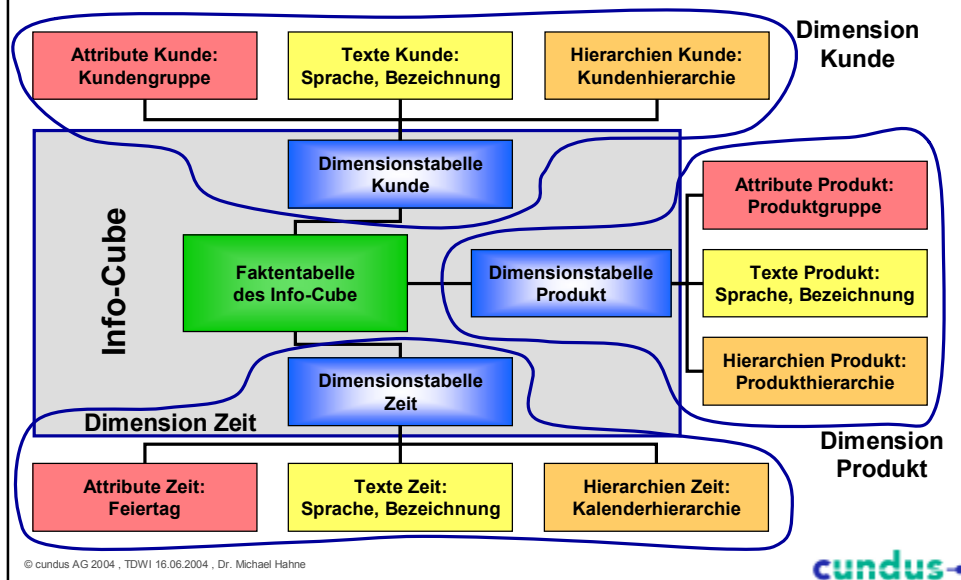 Dimension
Kunde
Attribute Kunde:
Kundengruppe
Texte Kunde:
Sprache, Bezeichnung
Hierarchien Kunde:
Kundenhierarchie
Info-Cube
Dimensionstabelle
Kunde
Faktentabelle
des Info-Cube
Dimensionstabelle
Produkt
Attribute Produkt:
Produktgruppe
Texte Produkt:
Sprache, Bezeichnung
Hierarchien Produkt:
Produkthierarchie
Dimensionstabelle
Zeit
Dimension Zeit
Dimension
Produkt
Attribute Zeit:
Feiertag
Texte Zeit:
Sprache, Bezeichnung
Hierarchien Zeit:
Kalenderhierarchie
© cundus AG 2004 , TDWI 16.06.2004 , Dr. Michael Hahne
cundus